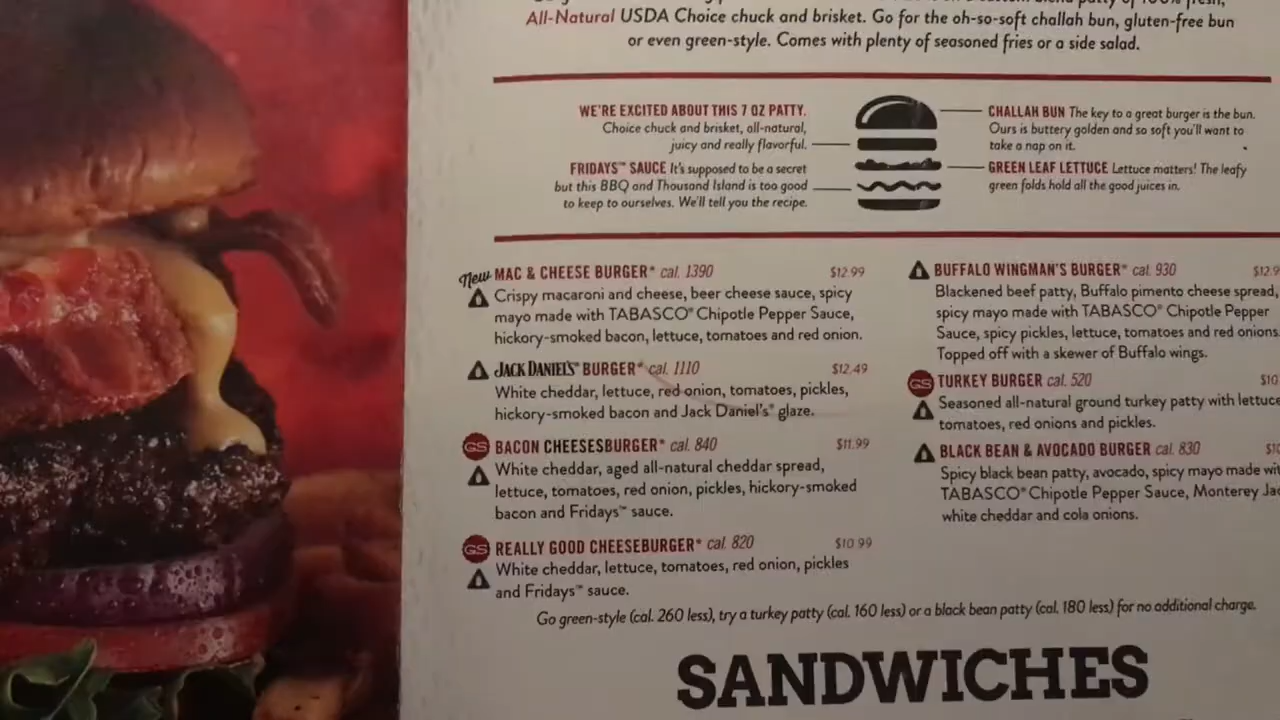 All-Natural USDA Choice chuck and brisket. Go for the oh-so-soft challah bun, gluten-free bun
or even green-style. Comes with plenty of seasoned fries or a side salad.
WE'RE EXCITED ABOUT THIS 7 OZ PATTY.
Choice chuck and brisket, all-natural,
juicy and really flavorful.
FRIDAYS™ SAUCE It's supposed to be a secret
but this BBQ and Thousand Island is too good
to keep to ourselves. We'll tell you the recipe.
CHALLAH BUN The key to a great burger is the bun.
Ours is buttery golden and so soft you'll want to
take a nap on it.
GREEN LEAF LETTUCE Lettuce matters! The leafy
green folds hold all the good juices in.
New MAC & CHEESE BURGER* cal. 1390 $12.99
Crispy macaroni and cheese, beer cheese sauce, spicy
mayo made with TABASCO® Chipotle Pepper Sauce,
hickory-smoked bacon, lettuce, tomatoes and red onion.
JACK DANIEL'S® BURGER* cal. 1110 $12.49
White cheddar, lettuce, red onion, tomatoes, pickles,
hickory-smoked bacon and Jack Daniel's® glaze.
GS BACON CHEESESBURGER* cal. 840 $11.99
White cheddar, aged all-natural cheddar spread,
lettuce, tomatoes, red onion, pickles, hickory-smoked
bacon and Fridays™ sauce.
GS REALLY GOOD CHEESEBURGER* cal. 820 $10.99
White cheddar, lettuce, tomatoes, red onion, pickles
and Fridays™ sauce.
BUFFALO WINGMAN'S BURGER* cal. 930
Blackened beef patty, Buffalo pimento cheese spread,
spicy mayo made with TABASCO® Chipotle Pepper
Sauce, spicy pickles, lettuce, tomatoes and red onions.
Topped off with a skewer of Buffalo wings.
GS TURKEY BURGER cal. 520
Seasoned all-natural ground turkey patty with lettuce
tomatoes, red onions and pickles.
BLACK BEAN & AVOCADO BURGER cal. 830
Spicy black bean patty, avocado, spicy mayo made
TABASCO® Chipotle Pepper Sauce, Monterey
white cheddar and cola onions.
Go green-style (cal. 260 less), try a turkey patty (cal. 160 less) or a black bean patty (cal. 180 less) for no additional charge.
SANDWICHES